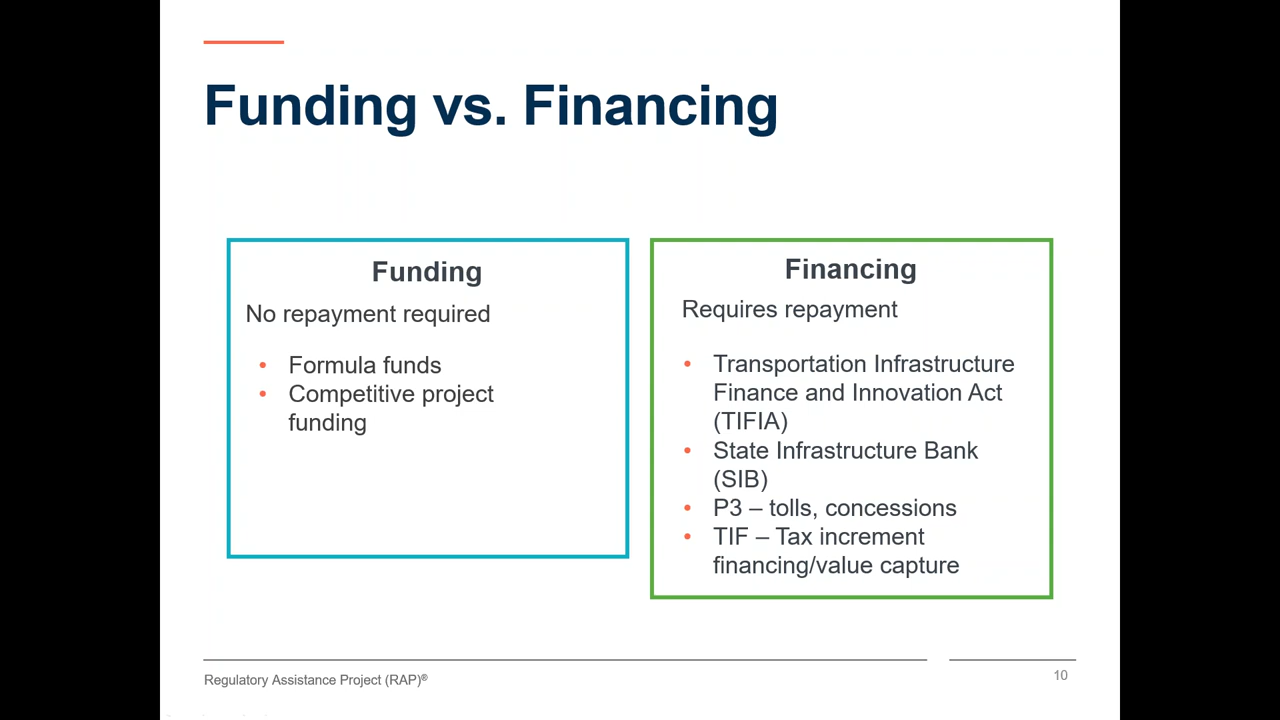 Funding vs. Financing
Funding
No repayment required
• Formula funds
• Competitive project
funding
Financing
Requires repayment
• Transportation Infrastructure
Finance and Innovation Act
(TIFIA)
• State Infrastructure Bank
(SIB)
• P3 – tolls, concessions
• TIF – Tax increment
financing/value capture
Regulatory Assistance Project (RAP)®
10